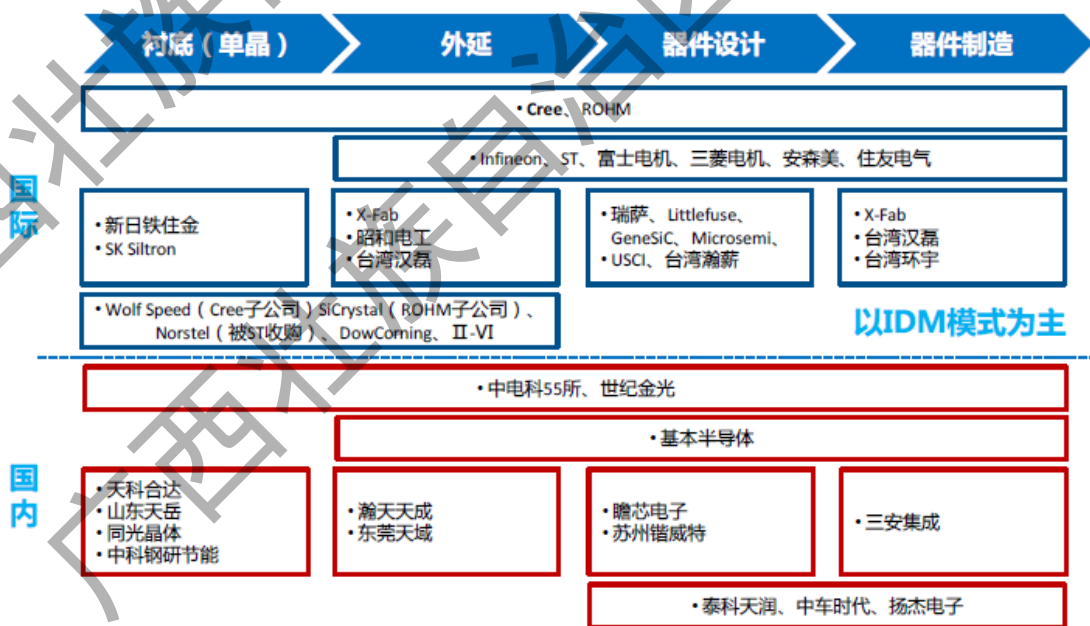 衬底（单晶）
外延
器件设计
器件制造
• Cree、ROHM
• Infineon、ST、富士电机、三菱电机、安森美、住友电气
国际
• 新日铁住金
• SK Siltron
• X-Fab
• 昭和电工
• 台湾汉磊
• 瑞萨、Littlefuse、
GeneSiC、Microsemi、
• USCI、台湾瀚薪
• X-Fab
• 台湾汉磊
• 台湾环宇
• Wolf Speed（Cree子公司）SiCrystal（ROHM子公司）、
Norstel（被ST收购）、DowCorning、Ⅱ-Ⅵ
以IDM模式为主
• 中电科55所、世纪金光
• 基本半导体
国内
• 天科合达
• 山东天岳
• 同光晶体
• 中科钢研节能
• 瀚天天成
• 东莞天域
• 瞻芯电子
• 苏州锴威特
• 三安集成
• 泰科天润、中车时代、扬杰电子
广西壮族自治区